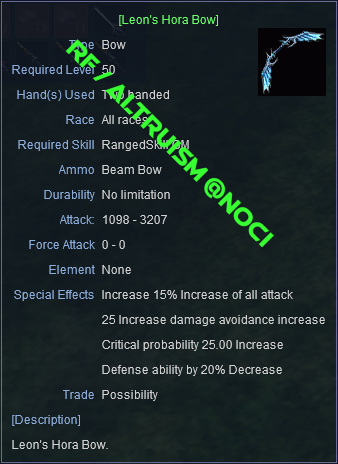 [Leon's Hora Bow]
Type Bow
Required Level 50
Hand(s) Used Two handed
Race All races
Required Skill RangedSkill GM
Ammo Beam Bow
Durability No limitation
Attack: 1098 - 3207
Force Attack 0 - 0
Element None
Special Effects Increase 15% Increase of all attack
25 Increase damage avoidance increase
Critical probability 25.00 Increase
Defense ability by 20% Decrease
Trade Possibility
[Description]
Leon's Hora Bow.
RF / ALTRUISM @NOCI